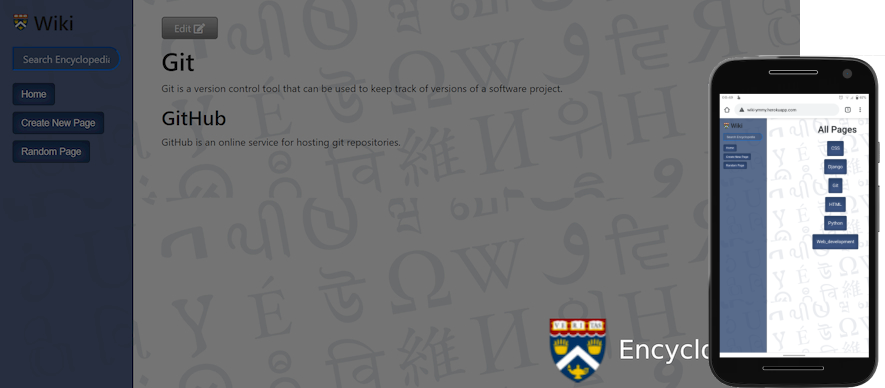 Wiki
Search Encyclopedia
Home
Create New Page
Random Page
Edit
Git
Git is a version control tool that can be used to keep track of versions of a software project.
GitHub
GitHub is an online service for hosting git repositories.
VE RI TAS
Encyclo
Wiki
Search Encyclopedia
Home
Create New Page
Random Page
All Pages
CSS
Django
Git
HTML
Python
Web_development